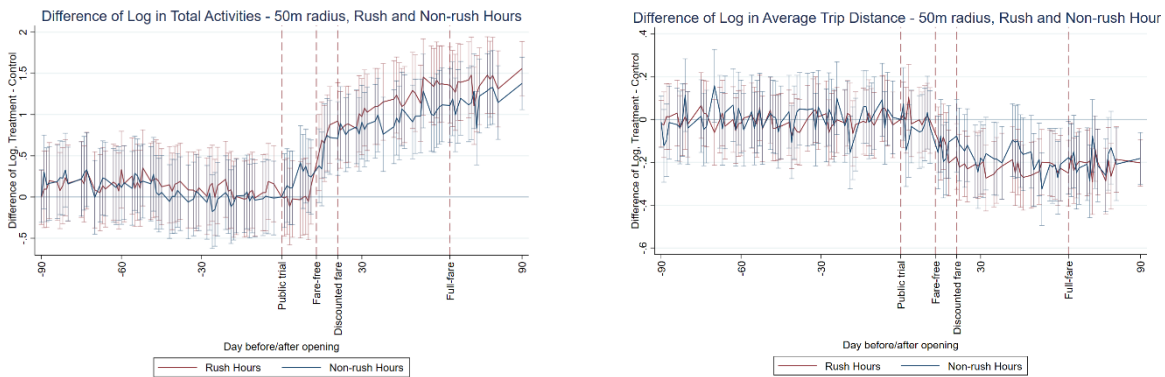 Difference of Log in Total Activities - 50m radius, Rush and Non-rush Hours
Difference of Log, Treatment - Control
2
1.5
1
.5
0
-.5
-90
-60
-30
Public trial
Fare-free
Discounted fare
30
Full-fare
90
Day before/after opening
Rush Hours
Non-rush Hours
Difference of Log in Average Trip Distance - 50m radius, Rush and Non-rush Hour
Difference of Log, Treatment - Control
.4
.2
0
-.2
-.4
-.6
-90
-30
Public trial
Fare-free
Discounted fare
30
Full-fare
90
Day before/after opening
Rush Hours
Non-rush Hours